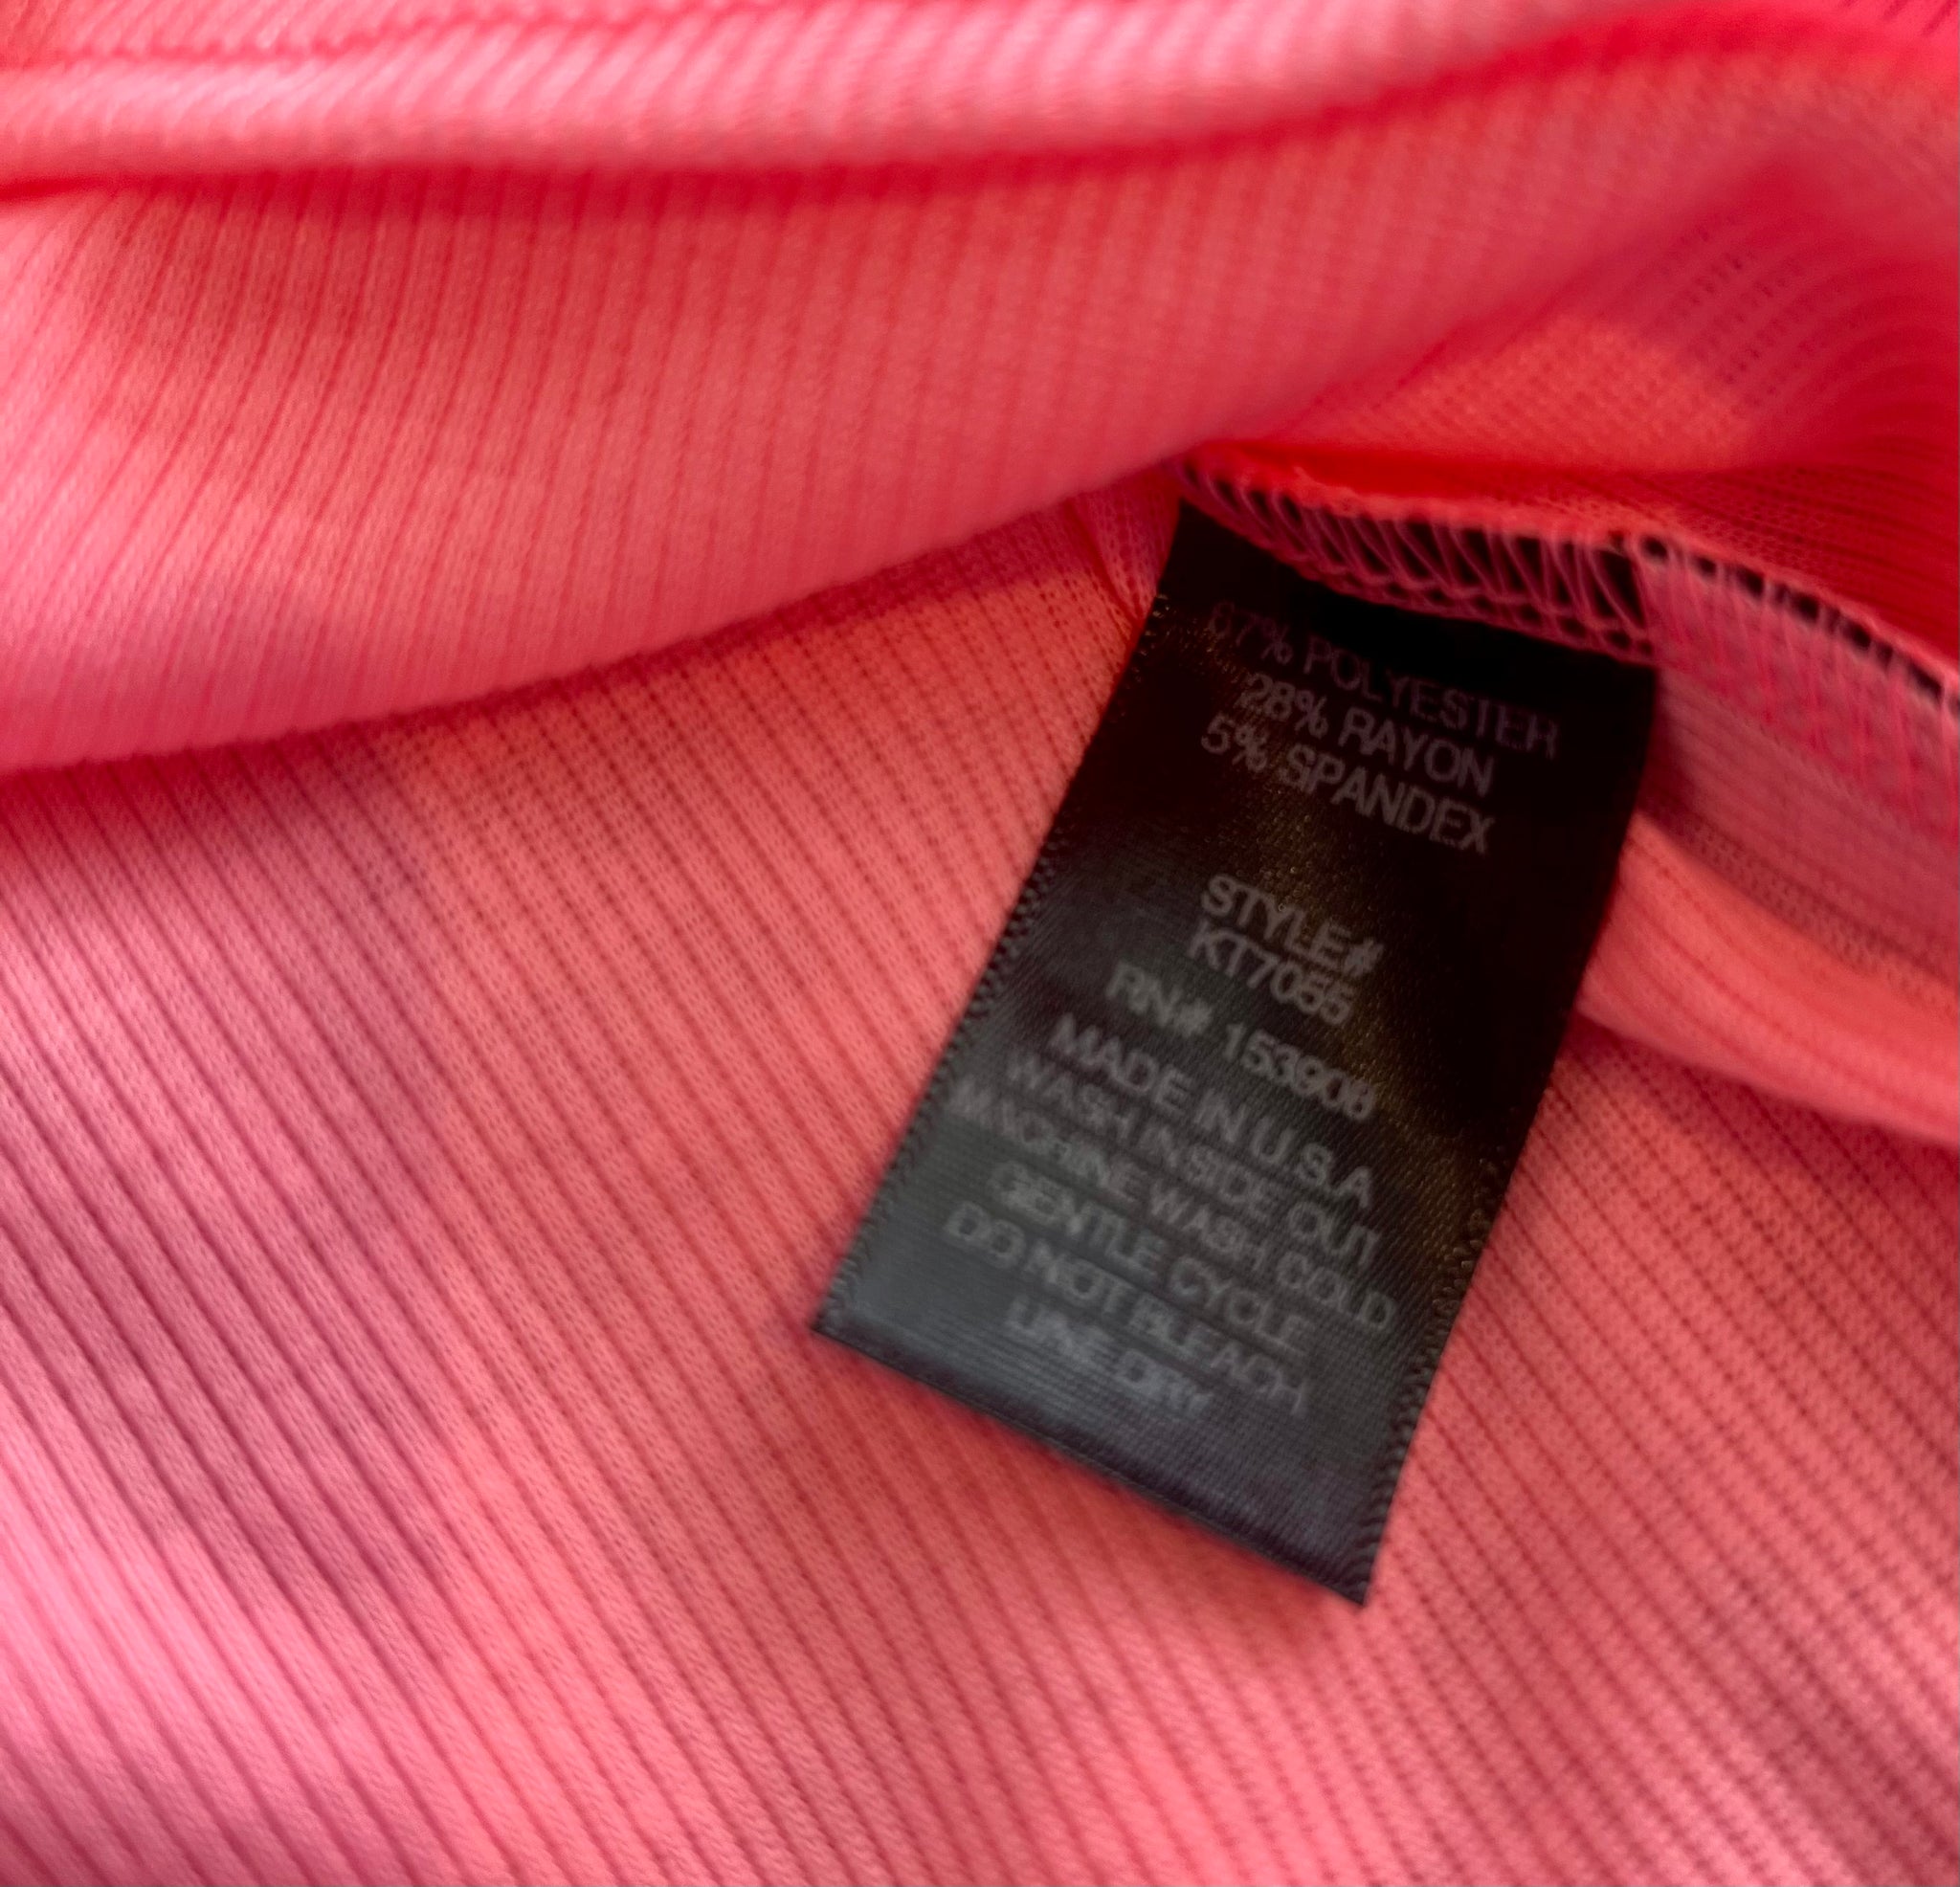 67% POLYESTER
28% RAYON
5% SPANDEX
STYLE#
KT7055
RN# 153908
MADE IN U.S.A
WASH INSIDE OUT
MACHINE WASH COLD
GENTLE CYCLE
DO NOT BLEACH
LINE DRY